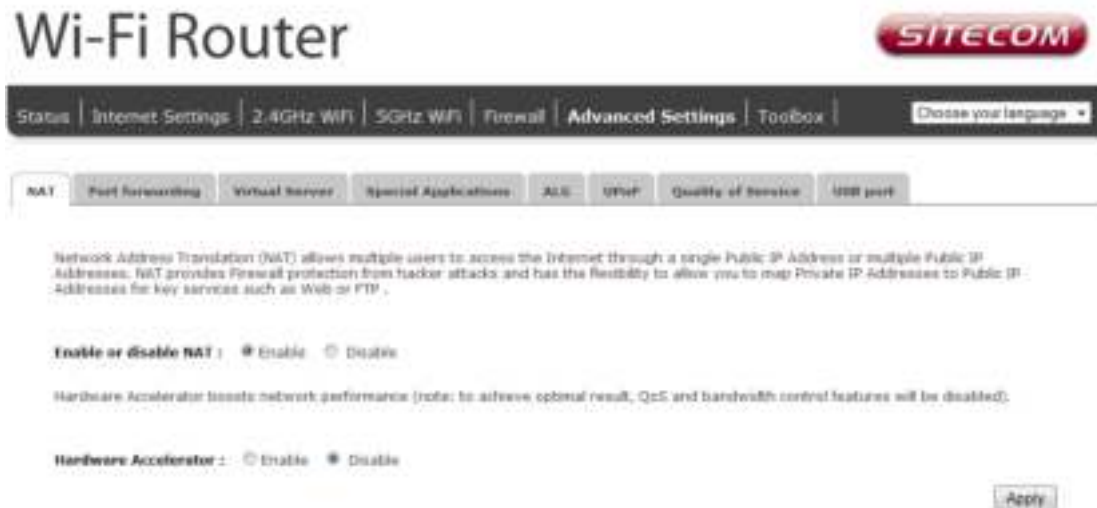 Wi-Fi Router
SITECOM
Status | Internet Settings | 2.4GHz WiFi | 5GHz WiFi | Firewall | Advanced Settings | Toolbox |
Choose your language
NAT
Port forwarding
Virtual Server
Special Applications
ALG
UPnP
Quality of Service
USB port
Network Address Translation (NAT) allows multiple users to access the Internet through a single Public IP Address or multiple Public IP
Addresses. NAT provides Firewall protection from hacker attacks and has the flexibility to allow you to map Private IP Addresses to Public IP
Addresses for key services such as Web or FTP.
Enable or disable NAT : Enable Disable
Hardware Accelerator boosts network performance (note: to achieve optimal result, QoS and bandwidth control features will be disabled).
Hardware Accelerator : Enable Disable
Apply